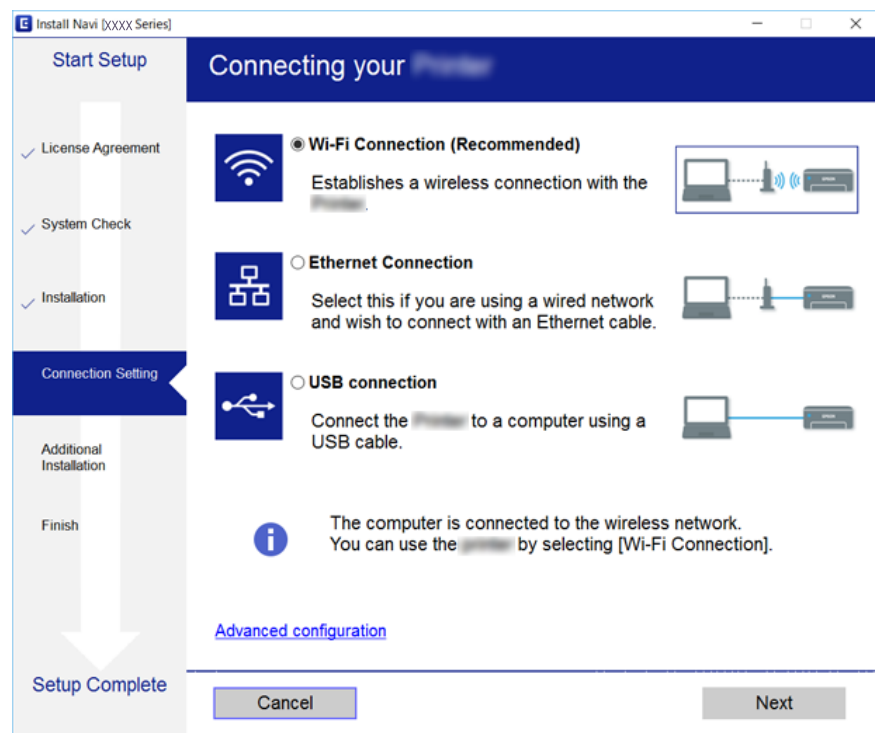 Install Navi [XXXX Series]
Start Setup
License Agreement
System Check
Installation
Connection Setting
Additional
Installation
Finish
Setup Complete
Connecting your
Wi-Fi Connection (Recommended)
Establishes a wireless connection with the
.
Ethernet Connection
Select this if you are using a wired network
and wish to connect with an Ethernet cable.
USB connection
Connect the to a computer using a
USB cable.
The computer is connected to the wireless network.
You can use the by selecting [Wi-Fi Connection].
Advanced configuration
Cancel
Next